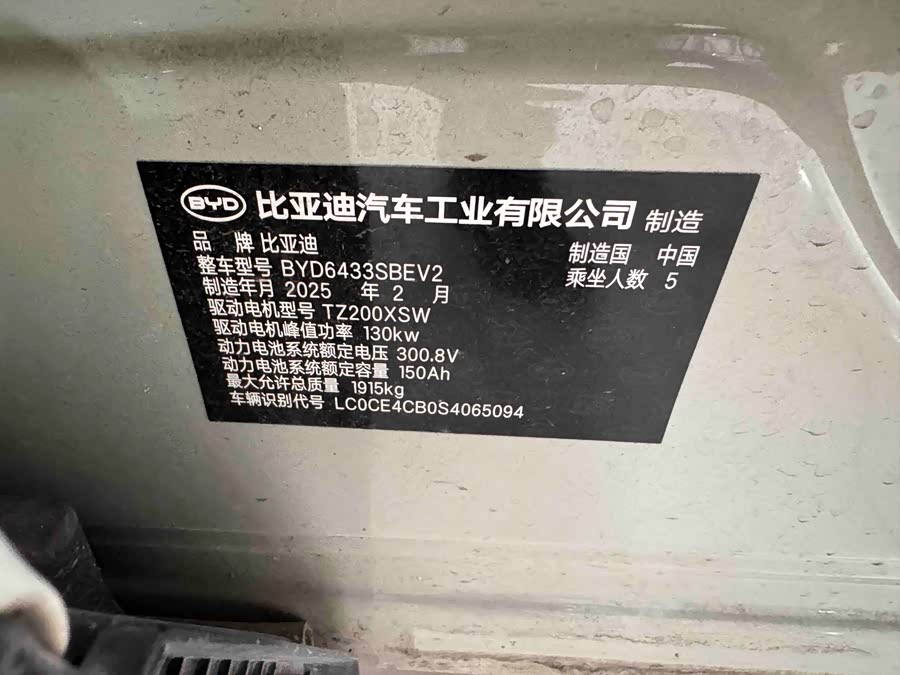 BYD 比亚迪汽车工业有限公司 制造
品 牌 比亚迪 制造国 中国
整车型号 BYD6433SBEV2 乘坐人数 5
制造年月 2025 年 2 月
驱动电机型号 TZ200XSW
驱动电机峰值功率 130kw
动力电池系统额定电压 300.8V
动力电池系统额定容量 150Ah
最大允许总质量 1915kg
车辆识别代号 LC0CE4CB0S4065094